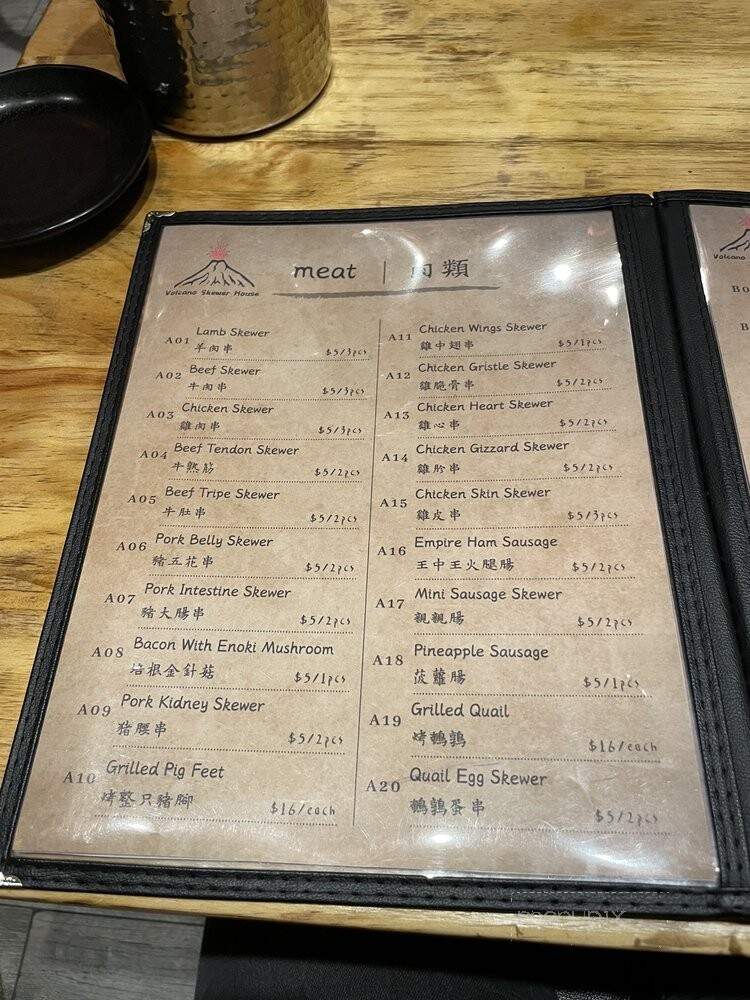 Volcano Skewer House
meat | 肉類
A01 Lamb Skewer
羊肉串 $5/3pcs
A02 Beef Skewer
牛肉串 $5/3pcs
A03 Chicken Skewer
雞肉串 $5/3pcs
A04 Beef Tendon Skewer
牛熟筋 $5/2pcs
A05 Beef Tripe Skewer
牛肚串 $5/2pcs
A06 Pork Belly Skewer
豬五花串 $5/2pcs
A07 Pork Intestine Skewer
豬大腸串 $5/2pcs
A08 Bacon With Enoki Mushroom
培根金針菇 $5/1pcs
A09 Pork Kidney Skewer
猪腰串 $5/2pcs
A10 Grilled Pig Feet
烤整只豬腳 $16/each
A11 Chicken Wings Skewer
雞中翅串 $5/1pcs
A12 Chicken Gristle Skewer
雞脆骨串 $5/2pcs
A13 Chicken Heart Skewer
雞心串 $5/2pcs
A14 Chicken Gizzard Skewer
雞胗串 $5/2pcs
A15 Chicken Skin Skewer
雞皮串 $5/3pcs
A16 Empire Ham Sausage
王中王火腿腸 $5/2pcs
A17 Mini Sausage Skewer
親親腸 $5/2pcs
A18 Pineapple Sausage
菠蘿腸 $5/1pcs
A19 Grilled Quail
烤鵪鶉 $16/each
A20 Quail Egg Skewer
鵪鶉蛋串 $5/2pcs